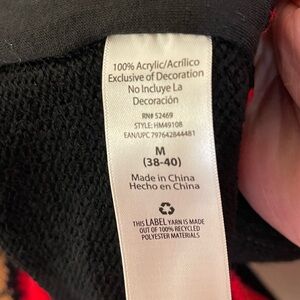 100% Acrylic/Acrílico
Exclusive of Decoration
No Incluye La
Decoración
RN# 52469
STYLE: HM49108
EAN/UPC 797642844481
M
(38-40)
Made in China
Hecho en China
THIS LABEL YARN IS MADE
OUT OF 100% RECYCLED
POLYESTER MATERIALS